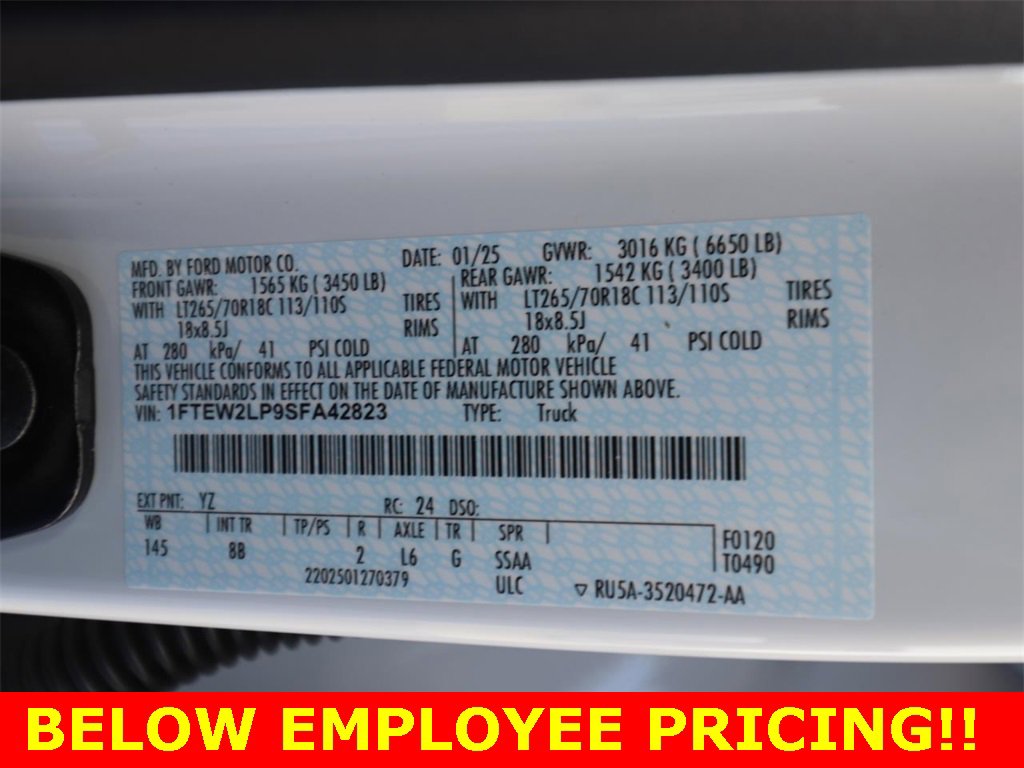 MFD. BY FORD MOTOR CO. DATE: 01/25 GVWR: 3016 KG ( 6650 LB)
FRONT GAWR: 1565 KG ( 3450 LB) REAR GAWR: 1542 KG ( 3400 LB)
WITH LT265/70R18C 113/110S TIRES WITH LT265/70R18C 113/110S TIRES
18x8.5J RIMS 18x8.5J RIMS
AT 280 kPa/ 41 PSI COLD AT 280 kPa/ 41 PSI COLD
THIS VEHICLE CONFORMS TO ALL APPLICABLE FEDERAL MOTOR VEHICLE
SAFETY STANDARDS IN EFFECT ON THE DATE OF MANUFACTURE SHOWN ABOVE.
VIN: 1FTEW2LP9SFA42823 TYPE: Truck
EXT PNT: YZ RC: 24 DSO:
WB INT TR TP/PS R AXLE TR SPR F0120
145 8B 2 L6 G SSAA T0490
2202501270379 ULC ▽ RU5A-3520472-AA
BELOW EMPLOYEE PRICING!!